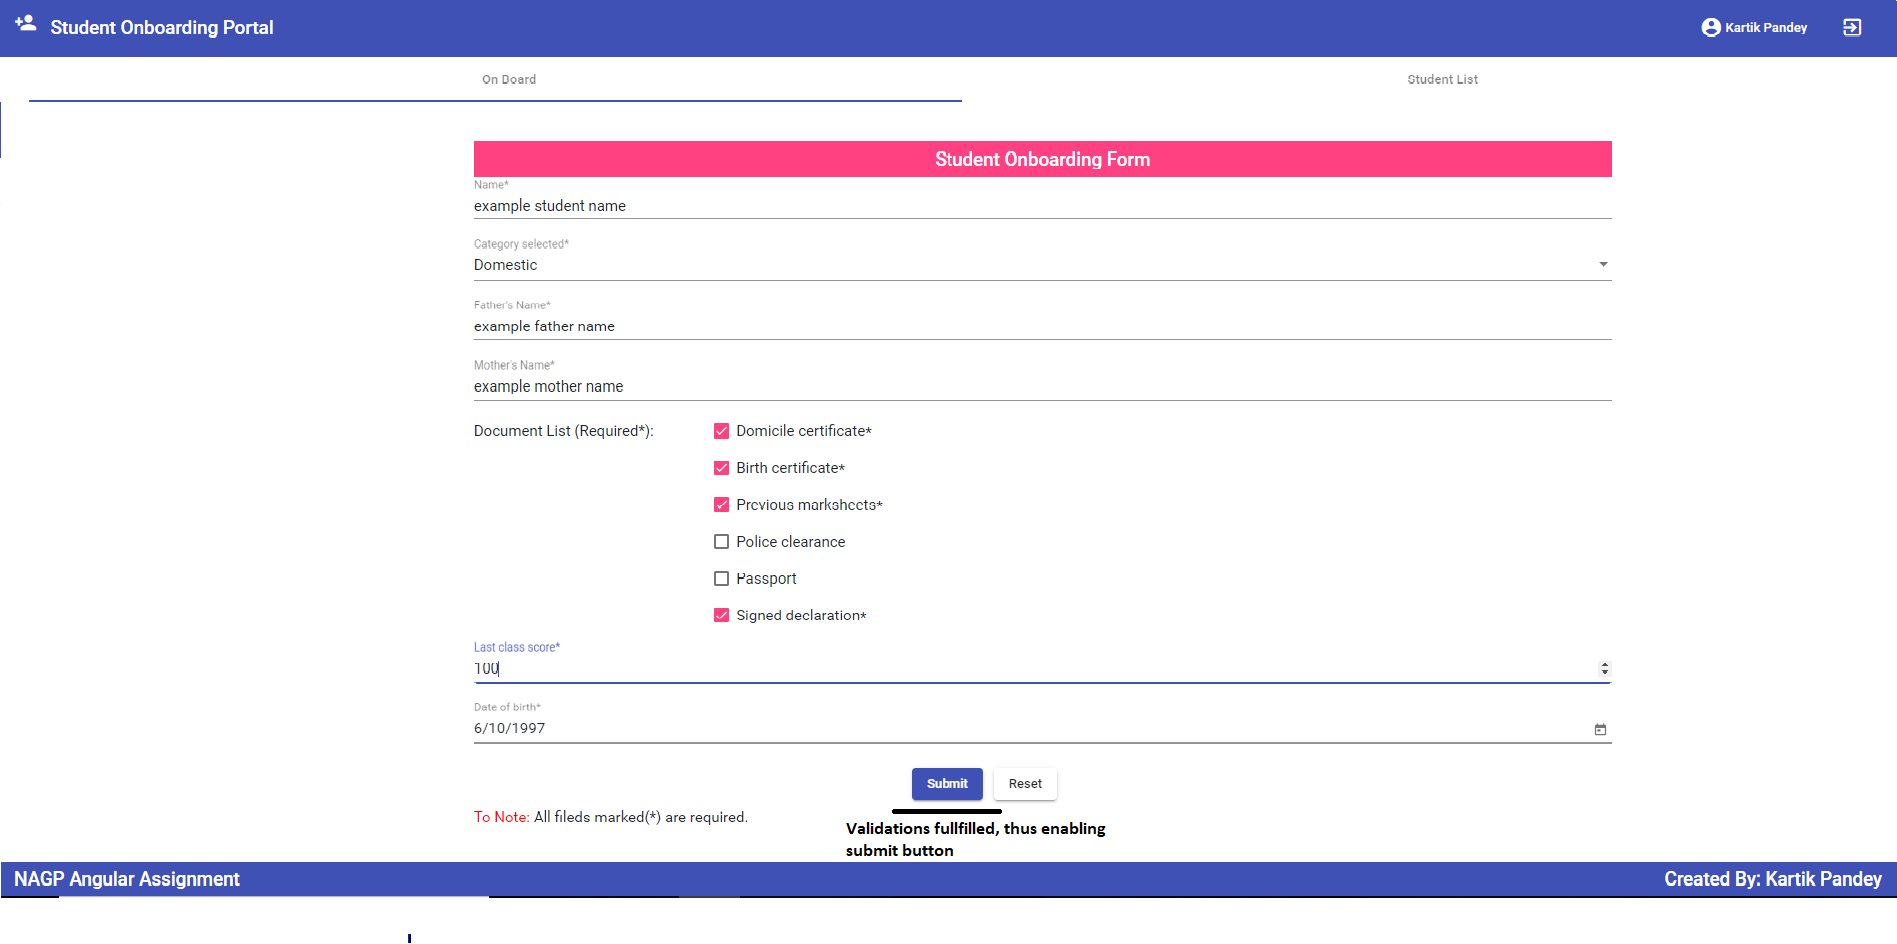 Student Onboarding Portal
Kartik Pandey
On Board
Student List
Student Onboarding Form
Name*
example student name
Category selected*
Domestic
Father's Name*
example father name
Mother's Name*
example mother name
Document List (Required*):
Domicile certificate*
Birth certificate*
Previous marksheets*
Police clearance
Passport
Signed declaration*
Last class score*
100
Date of birth*
6/10/1997
Submit
Reset
To Note: All fileds marked(*) are required.
Validations fullfilled, thus enabling
submit button
NAGP Angular Assignment
Created By: Kartik Pandey